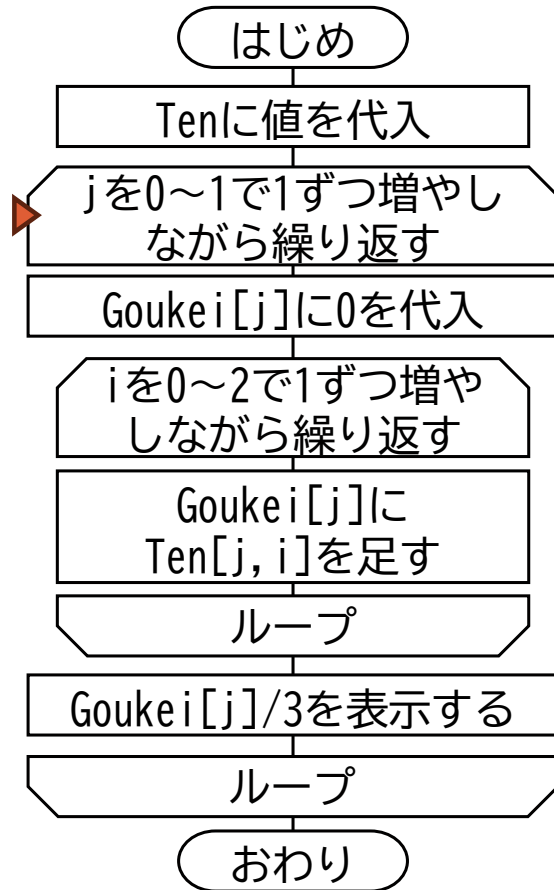 はじめ
Tenに値を代入
jを0～1で1ずつ増やし
ながら繰り返す
Goukei[j]に0を代入
iを0～2で1ずつ増や
しながら繰り返す
Goukei[j]に
Ten[j,i]を足す
ループ
Goukei[j]/3を表示する
ループ
おわり